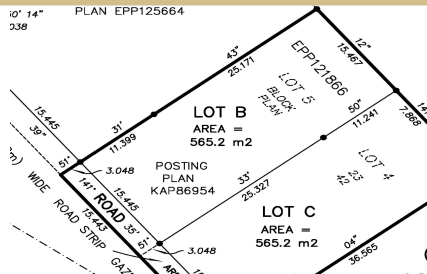 50' 14"
038
PLAN EPP125664
43"
25.171
12"
15.467
EPP121866
LOT 5
BLOCK
PLAN
31'
11.399
LOT B
AREA =
565.2 m2
50"
11.241
7.868
15.445
39"
51'
3.048
POSTING
PLAN
KAP86954
LOT 4
23
42
33'
25.327
141'
ROAD
35'
15.445
15.443
WIDE ROAD STRIP
51'
3.048
LOT C
AREA =
565.2 m2
04"
36.565